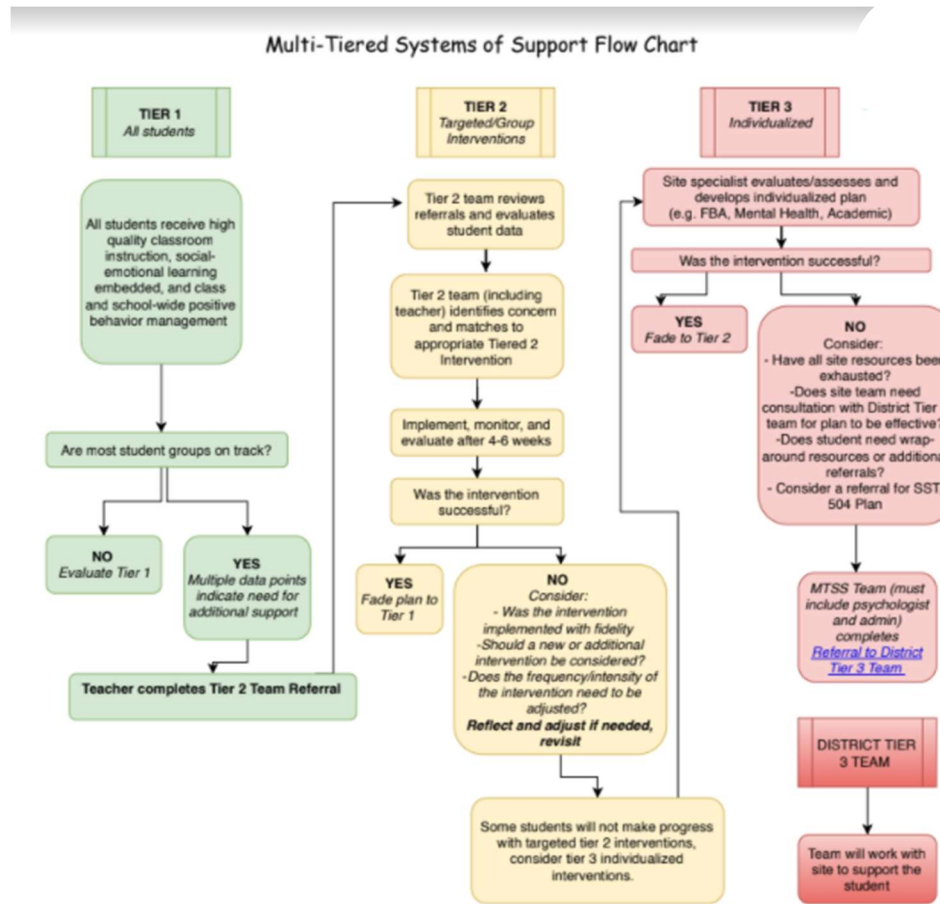 Multi-Tiered Systems of Support Flow Chart
TIER 1
All students
All students receive high
quality classroom
instruction, social-
emotional learning
embedded, and class
and school-wide positive
behavior management
Are most student groups on track?
NO
Evaluate Tier 1
YES
Multiple data points
indicate need for
additional support
Teacher completes Tier 2 Team Referral
TIER 2
Targeted/Group
Interventions
Tier 2 team reviews
referrals and evaluates
student data
Tier 2 team (including
teacher) identifies concern
and matches to
appropriate Tiered 2
Intervention
Implement, monitor, and
evaluate after 4-6 weeks
Was the intervention
successful?
YES
Fade plan to
Tier 1
NO
Consider:
- Was the intervention
implemented with fidelity
-Should a new or additional
intervention be considered?
-Does the frequency/intensity of
the intervention need to be
adjusted?
Reflect and adjust if needed,
revisit
Some students will not make progress
with targeted tier 2 interventions,
consider tier 3 individualized
interventions.
TIER 3
Individualized
Site specialist evaluates/assesses and
develops individualized plan
(e.g. FBA, Mental Health, Academic)
Was the intervention successful?
YES
Fade to Tier 2
NO
Consider:
- Have all site resources been
exhausted?
-Does site team need
consultation with District Tier
team for plan to be effective?
-Does student need wrap-
around resources or additional
referrals?
- Consider a referral for SST
504 Plan
MTSS Team (must
include psychologist
and admin)
completes
Referral to District
Tier 3 Team
DISTRICT TIER
3 TEAM
Team will work with
site to support the
student